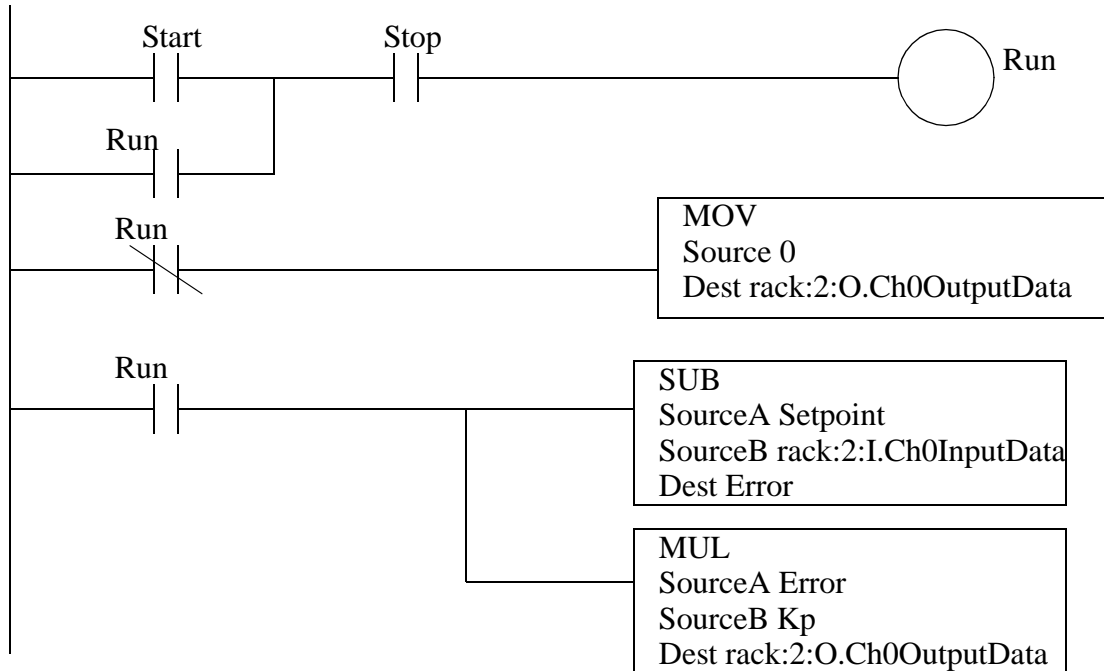 Start
Stop
Run
Run
Run
MOV
Source 0
Dest rack:2:O.Ch0OutputData
Run
SUB
SourceA Setpoint
SourceB rack:2:I.Ch0InputData
Dest Error
MUL
SourceA Error
SourceB Kp
Dest rack:2:O.Ch0OutputData